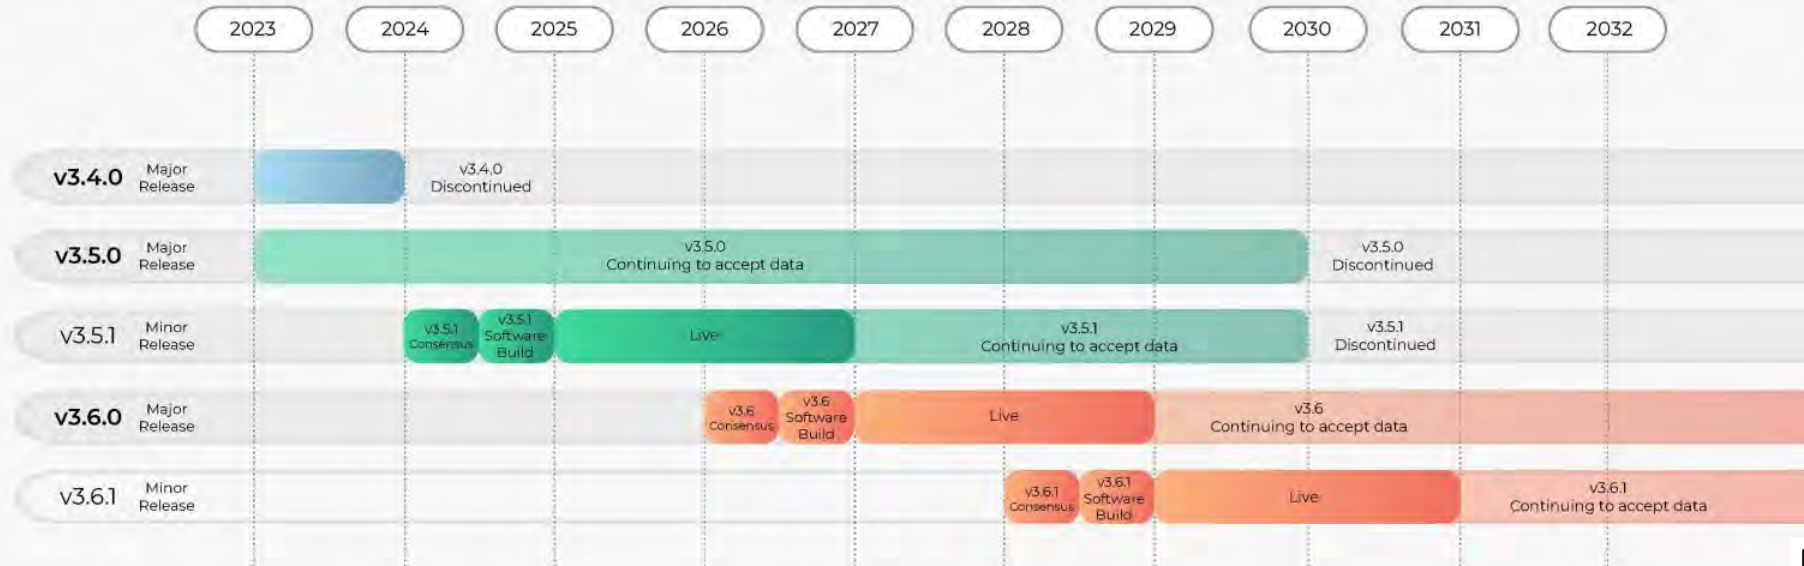 2023 2024 2025 2026 2027 2028 2029 2030 2031 2032
v3.4.0
Major
Release
v3.4.0
Discontinued
v3.5.0
Major
Release
v3.5.0
Continuing to accept data
v3.5.0
Discontinued
v3.5.1
Minor
Release
v3.5.1
Consensus
v3.5.1
Software
Build
Live
v3.5.1
Continuing to accept data
v3.5.1
Discontinued
v3.6.0
Major
Release
v3.6
Consensus
v3.6
Software
Build
Live
v3.6
Continuing to accept data
v3.6.1
Minor
Release
v3.6.1
Consensus
v3.6.1
Software
Build
Live
v3.6.1
Continuing to accept data